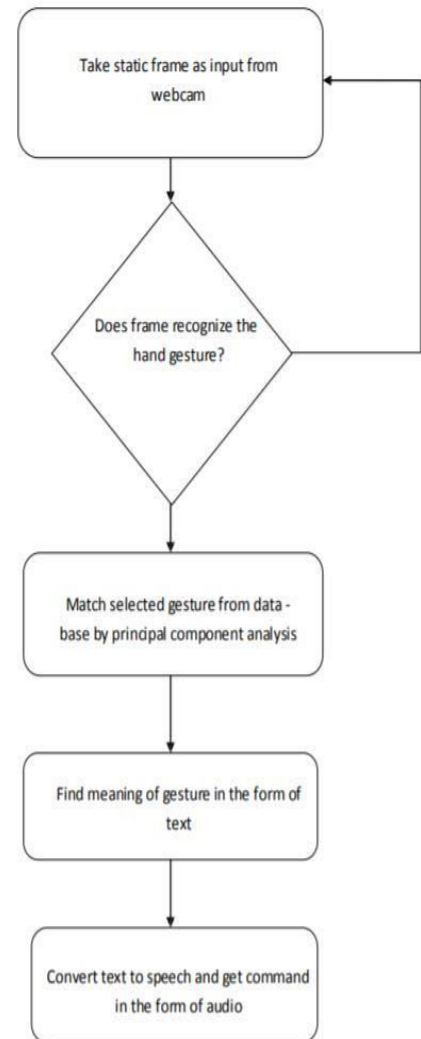 Take static frame as input from
webcam
Does frame recognize the
hand gesture?
Match selected gesture from data -
base by principal component analysis
Find meaning of gesture in the form of
text
Convert text to speech and get command
in the form of audio